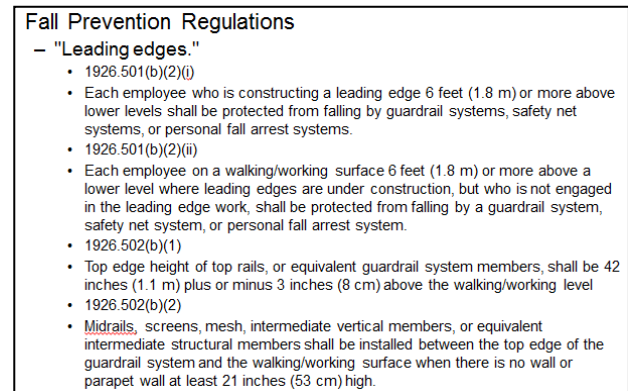 Fall Prevention Regulations
– "Leading edges."
• 1926.501(b)(2)(i)
• Each employee who is constructing a leading edge 6 feet (1.8 m) or more above
lower levels shall be protected from falling by guardrail systems, safety net
systems, or personal fall arrest systems.
• 1926.501(b)(2)(ii)
• Each employee on a walking/working surface 6 feet (1.8 m) or more above a
lower level where leading edges are under construction, but who is not engaged
in the leading edge work, shall be protected from falling by a guardrail system,
safety net system, or personal fall arrest system.
• 1926.502(b)(1)
• Top edge height of top rails, or equivalent guardrail system members, shall be 42
inches (1.1 m) plus or minus 3 inches (8 cm) above the walking/working level
• 1926.502(b)(2)
• Midrails, screens, mesh, intermediate vertical members, or equivalent
intermediate structural members shall be installed between the top edge of the
guardrail system and the walking/working surface when there is no wall or
parapet wall at least 21 inches (53 cm) high.